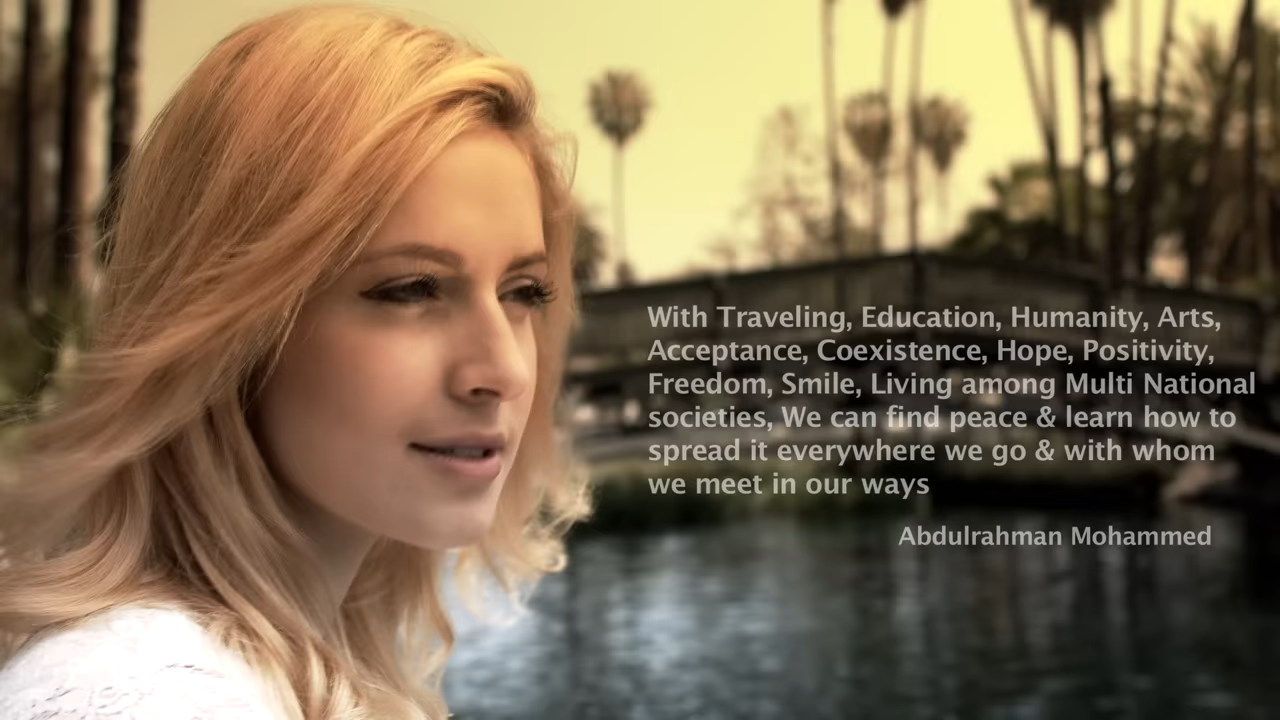 With Traveling, Education, Humanity, Arts,
Acceptance, Coexistence, Hope, Positivity,
Freedom, Smile, Living among Multi National
societies, We can find peace & learn how to
spread it everywhere we go & with whom
we meet in our ways
Abdulrahman Mohammed